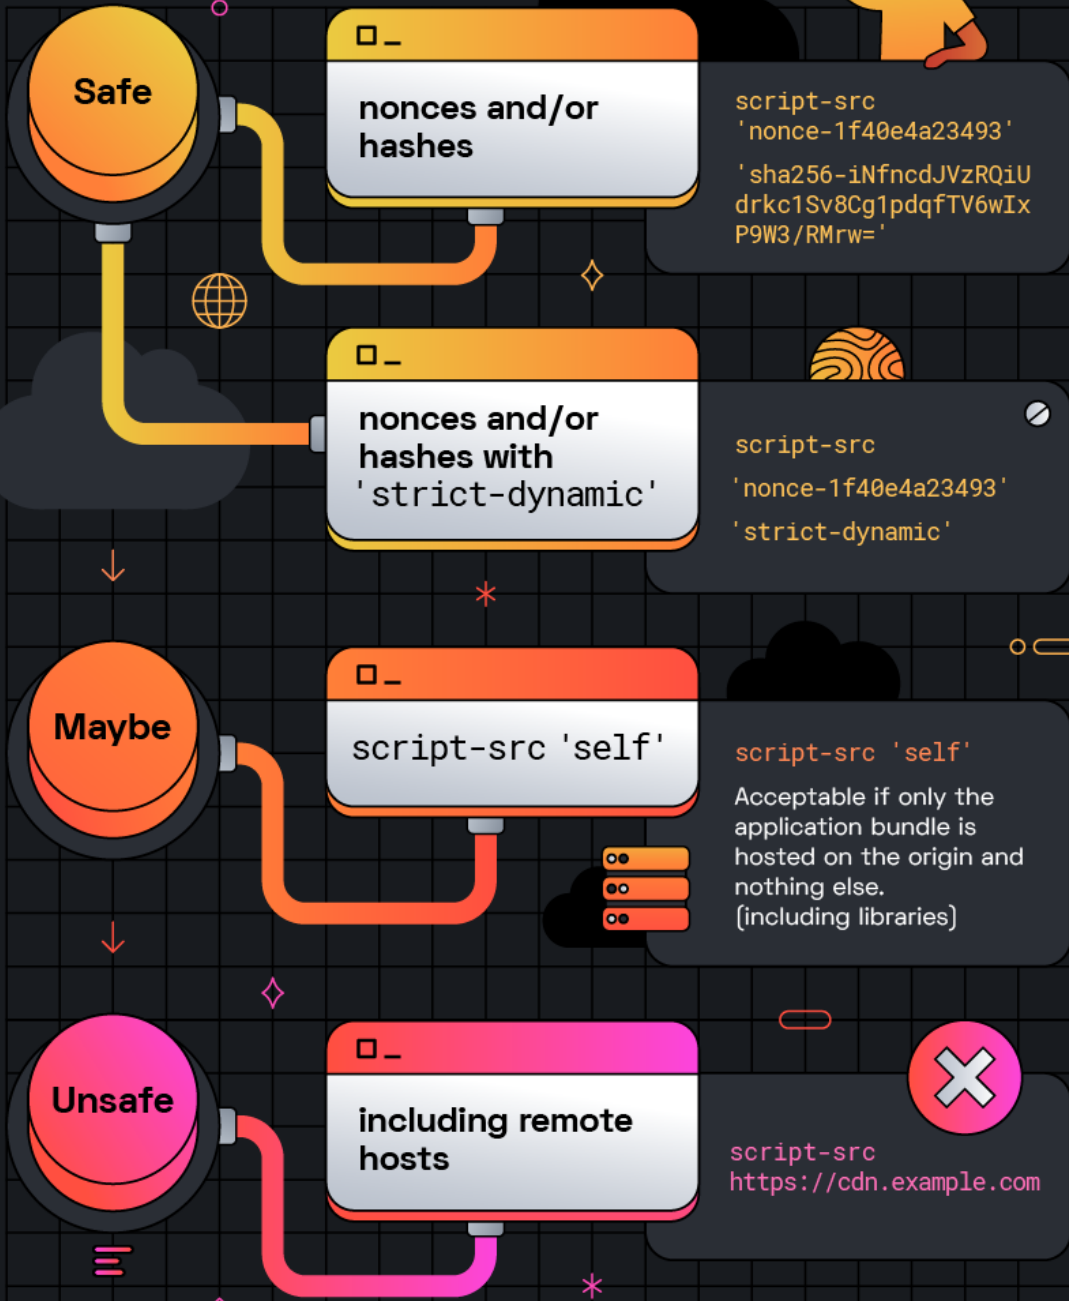 Safe
nonces and/or
hashes
script-src
'nonce-1f40e4a23493'
'sha256-iNfncdJVzRQiU
drkc1Sv8Cg1pdqfTV6wIx
P9W3/RMrw='
nonces and/or
hashes with
'strict-dynamic'
script-src
'nonce-1f40e4a23493'
'strict-dynamic'
Maybe
script-src 'self'
script-src 'self'
Acceptable if only the
application bundle is
hosted on the origin and
nothing else.
(including libraries)
Unsafe
including remote
hosts
script-src
https://cdn.example.com